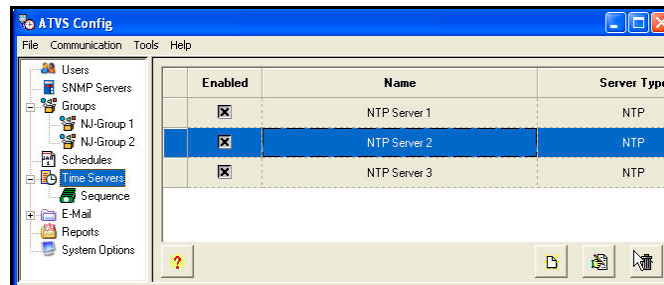 ATVS Config
File Communication Tools Help
Users
SNMP Servers
Groups
NJ-Group 1
NJ-Group 2
Schedules
Time Servers
Sequence
E-Mail
Reports
System Options
Enabled Name Server Type
NTP Server 1 NTP
NTP Server 2 NTP
NTP Server 3 NTP
?